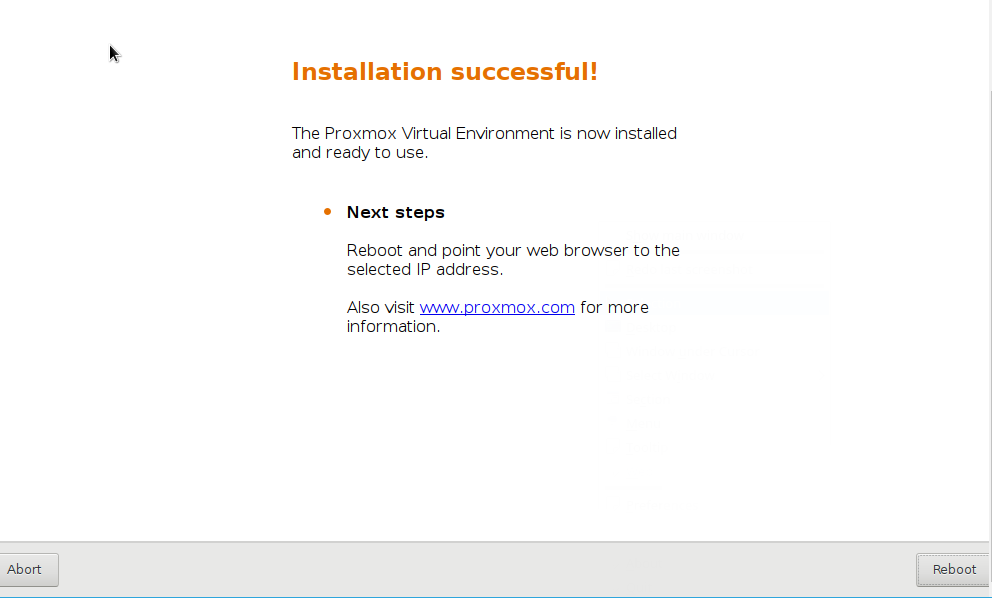 Installation successful!
The Proxmox Virtual Environment is now installed
and ready to use.
Next steps
Reboot and point your web browser to the
selected IP address.
Also visit www.proxmox.com for more
information.
Abort
Reboot